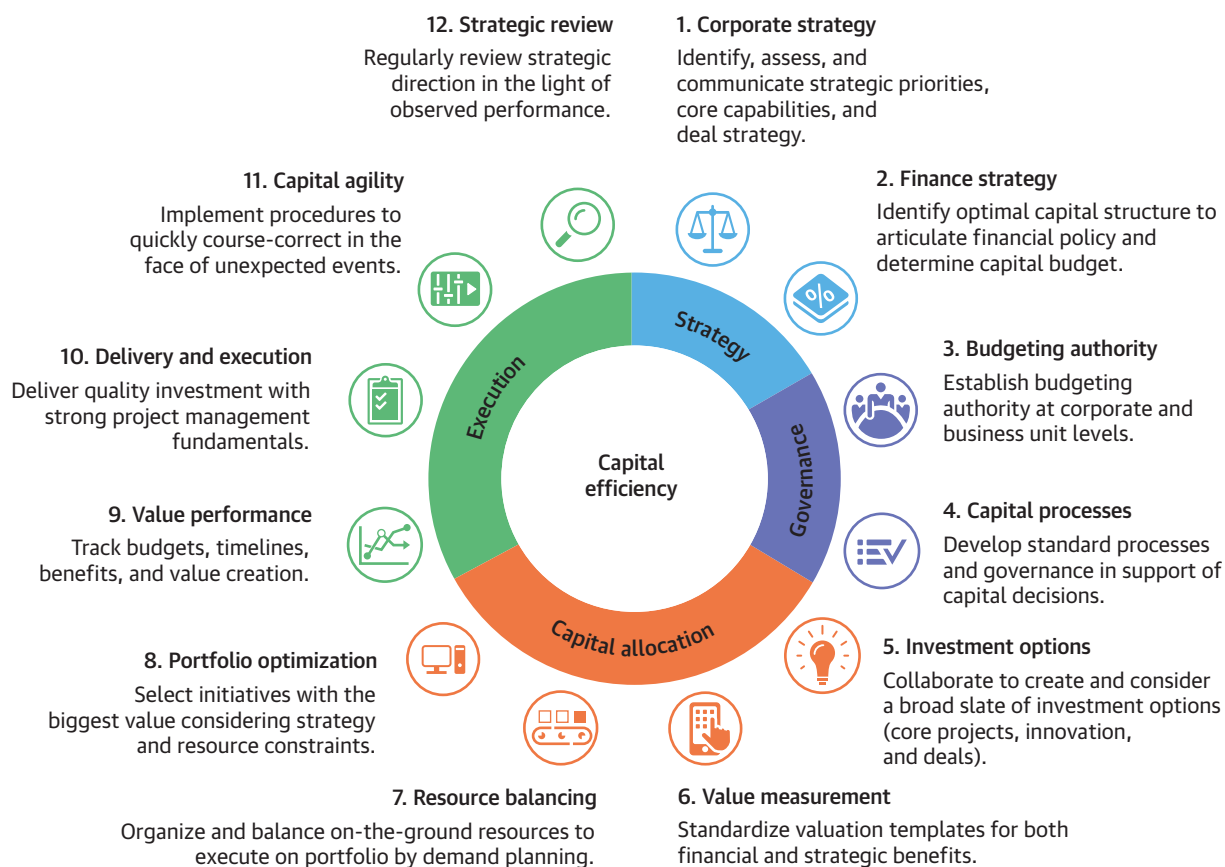 12. Strategic review
Regularly review strategic
direction in the light of
observed performance.
1. Corporate strategy
Identify, assess, and
communicate strategic priorities,
core capabilities, and
deal strategy.
11. Capital agility
Implement procedures to
quickly course-correct in the
face of unexpected events.
2. Finance strategy
Identify optimal capital structure to
articulate financial policy and
determine capital budget.
%
Strategy
10. Delivery and execution
Deliver quality investment with
strong project management
fundamentals.
Execution
3. Budgeting authority
Establish budgeting
authority at corporate and
business unit levels.
Capital
efficiency
Governance
9. Value performance
Track budgets, timelines,
benefits, and value creation.
4. Capital processes
Develop standard processes
and governance in support of
capital decisions.
Capital allocation
8. Portfolio optimization
Select initiatives with the
biggest value considering strategy
and resource constraints.
5. Investment options
Collaborate to create and consider
a broad slate of investment options
(core projects, innovation,
and deals).
7. Resource balancing
Organize and balance on-the-ground resources to
execute on portfolio by demand planning.
6. Value measurement
Standardize valuation templates for both
financial and strategic benefits.